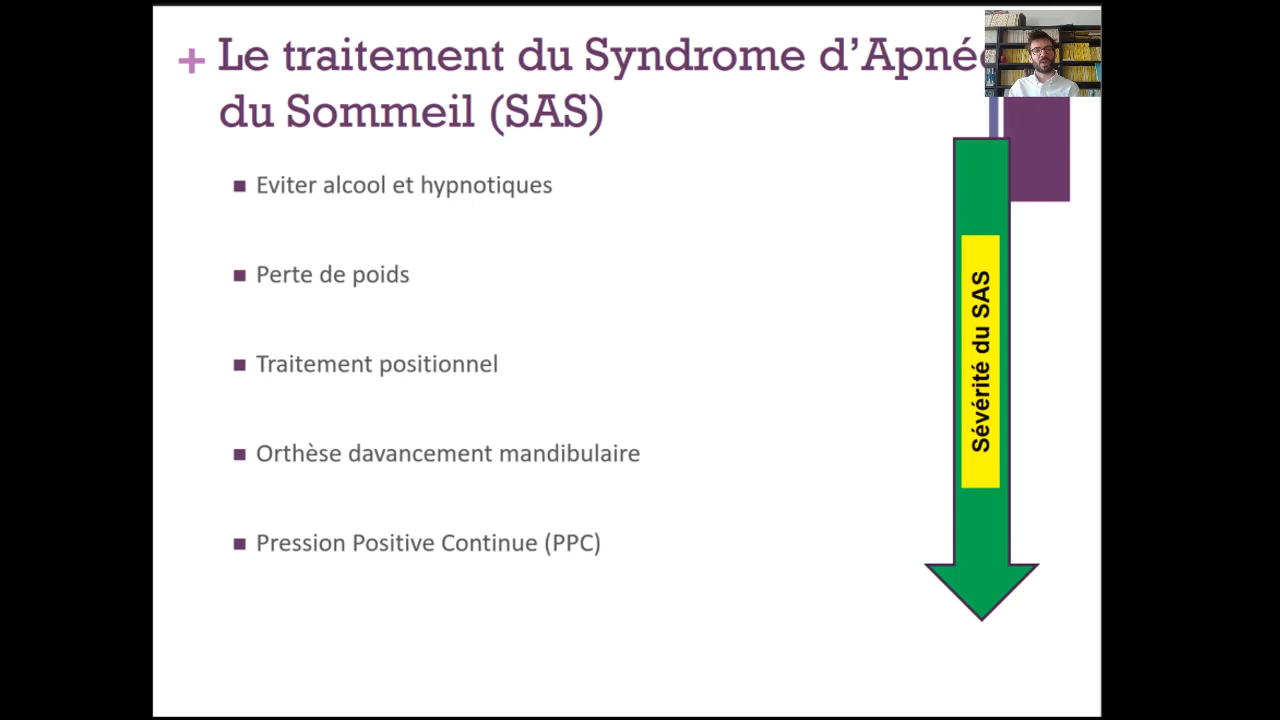 + Le traitement du Syndrome d’Apnée
du Sommeil (SAS)
Eviter alcool et hypnotiques
Perte de poids
Traitement positionnel
Orthèse davancement mandibulaire
Pression Positive Continue (PPC)
Sévérité du SAS